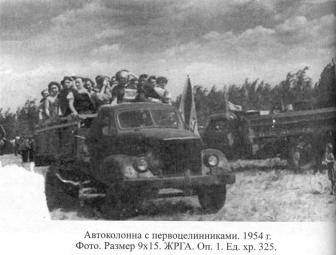 Автоколонна с первоцелинниками. 1954 г.
Фото. Размер 9х15. ЖРГА. Оп. 1. Ед. хр. 325.